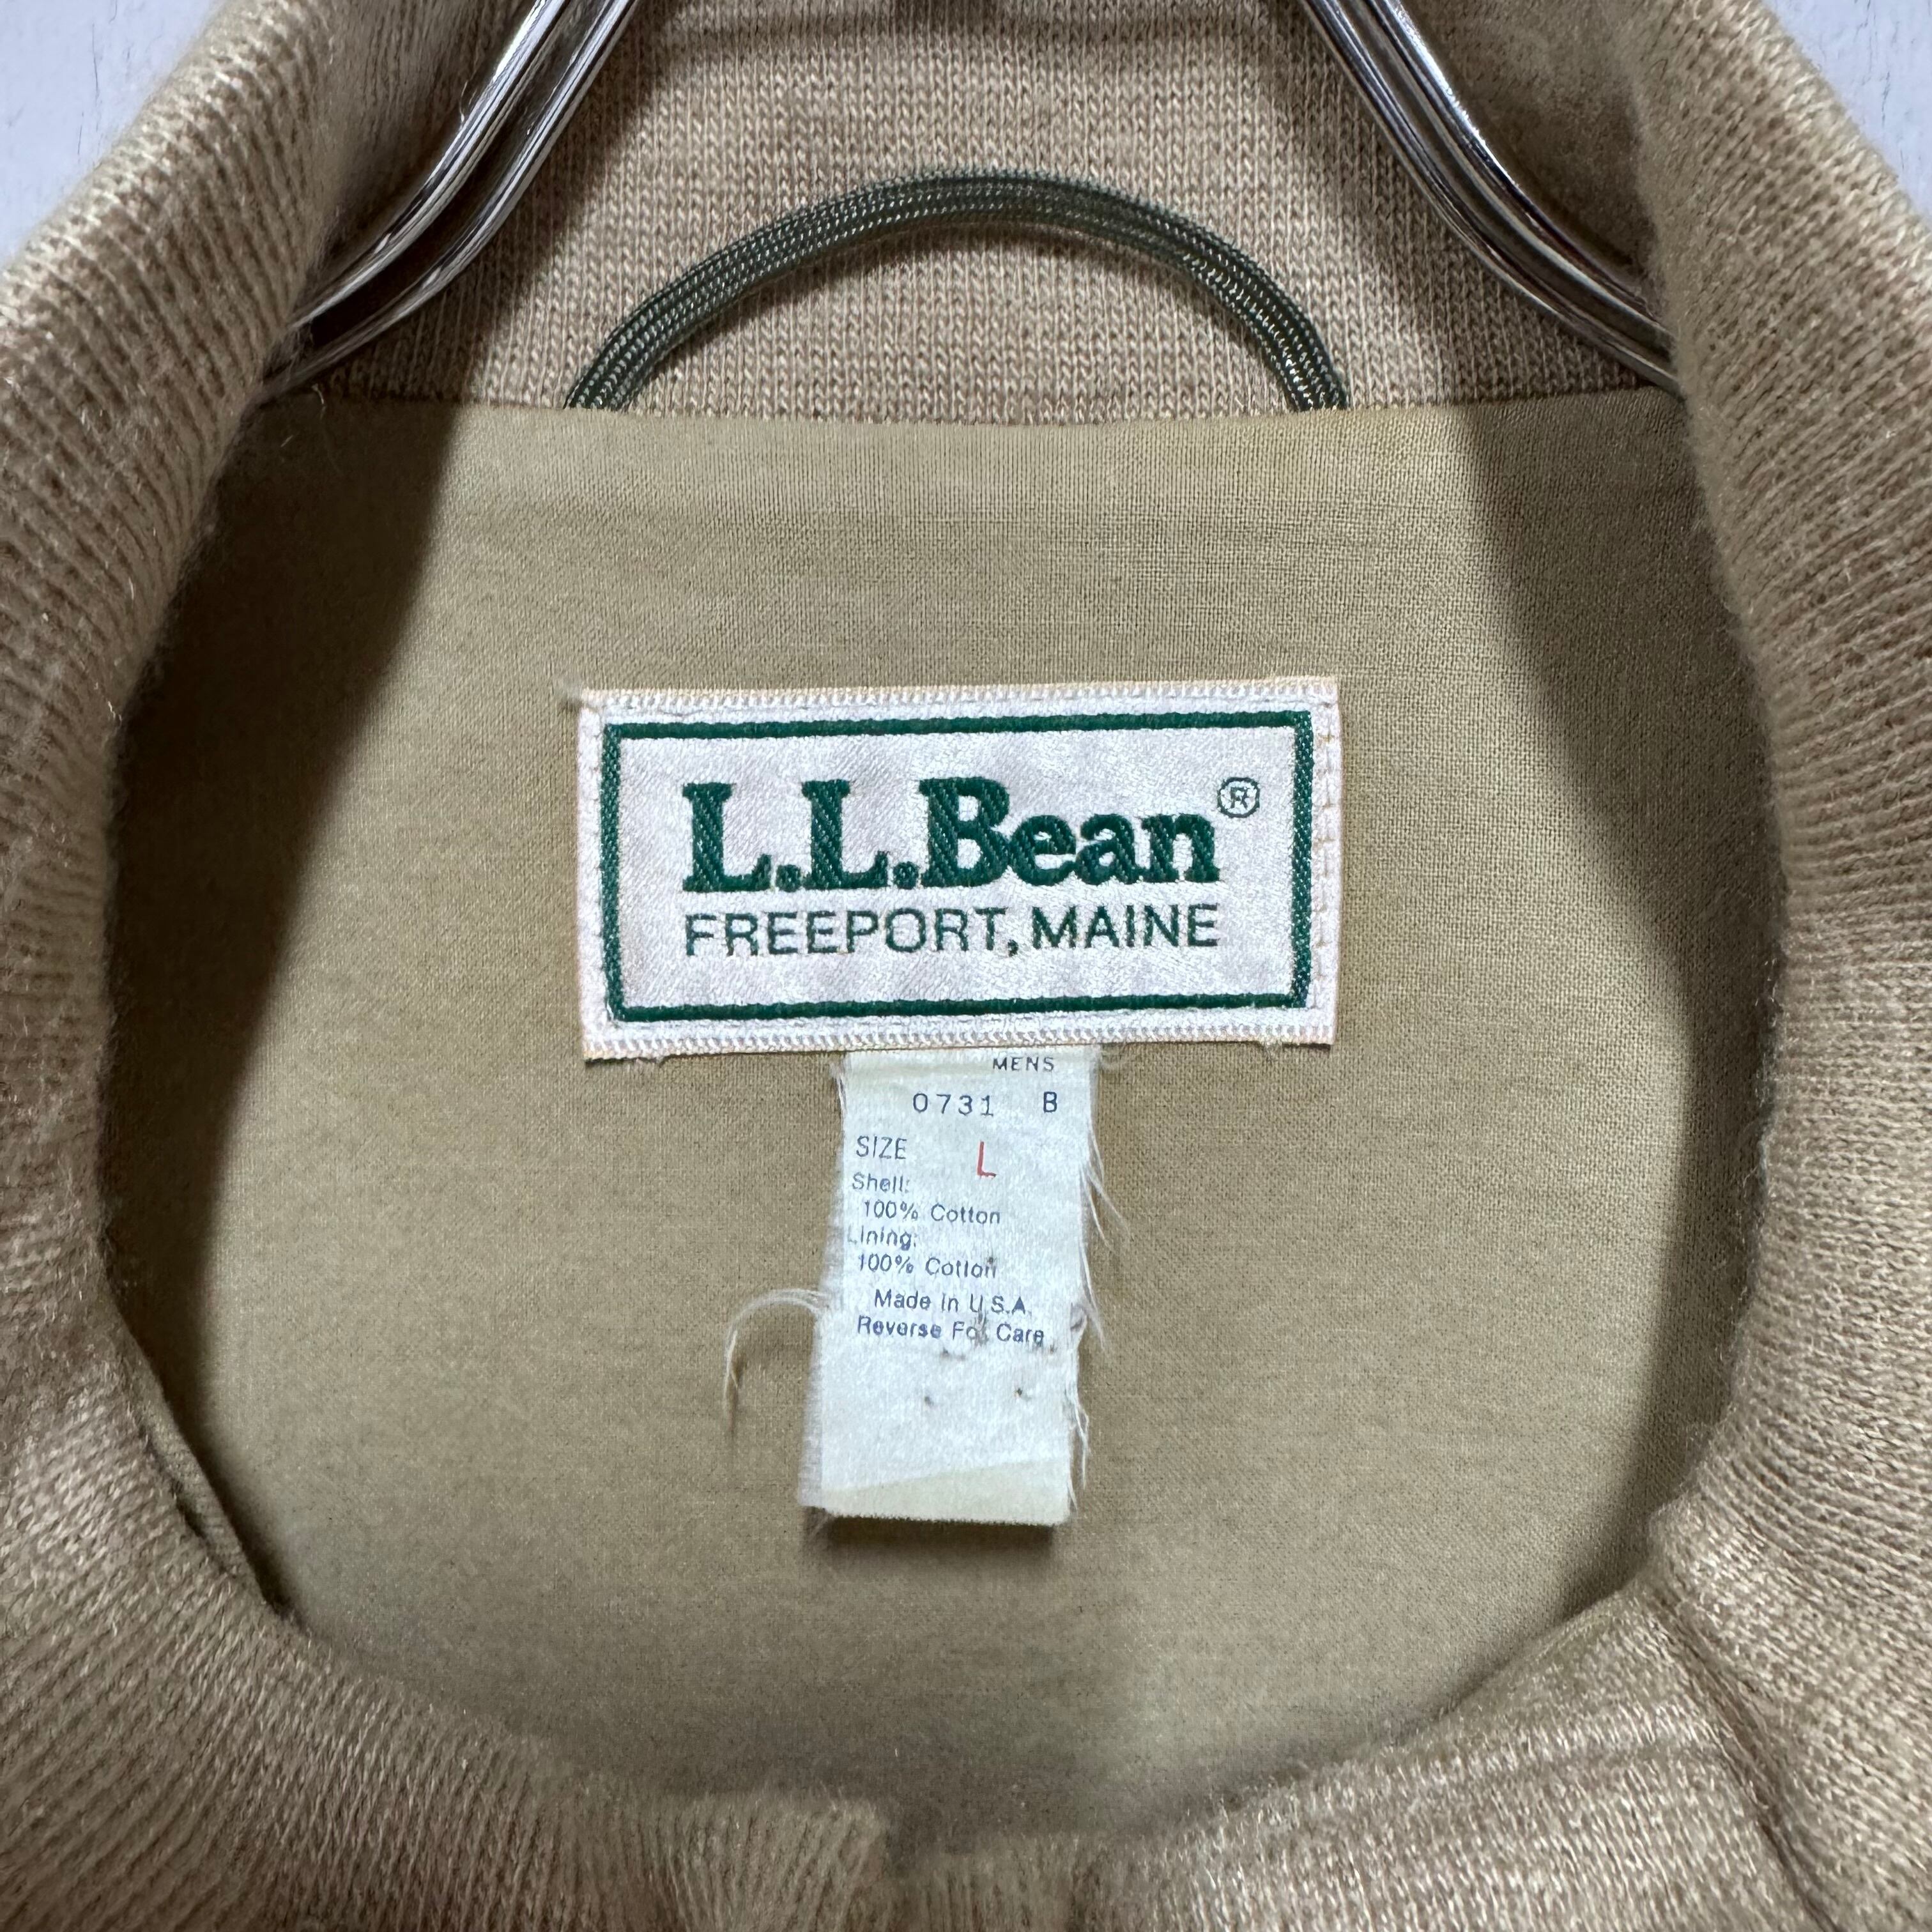 L.L.Bean®
FREEPORT, MAINE
MENS
0731 B
SIZE L
Shell:
100% Cotton
Lining:
100% Cotton
Made In U.S.A.
Reverse For Care